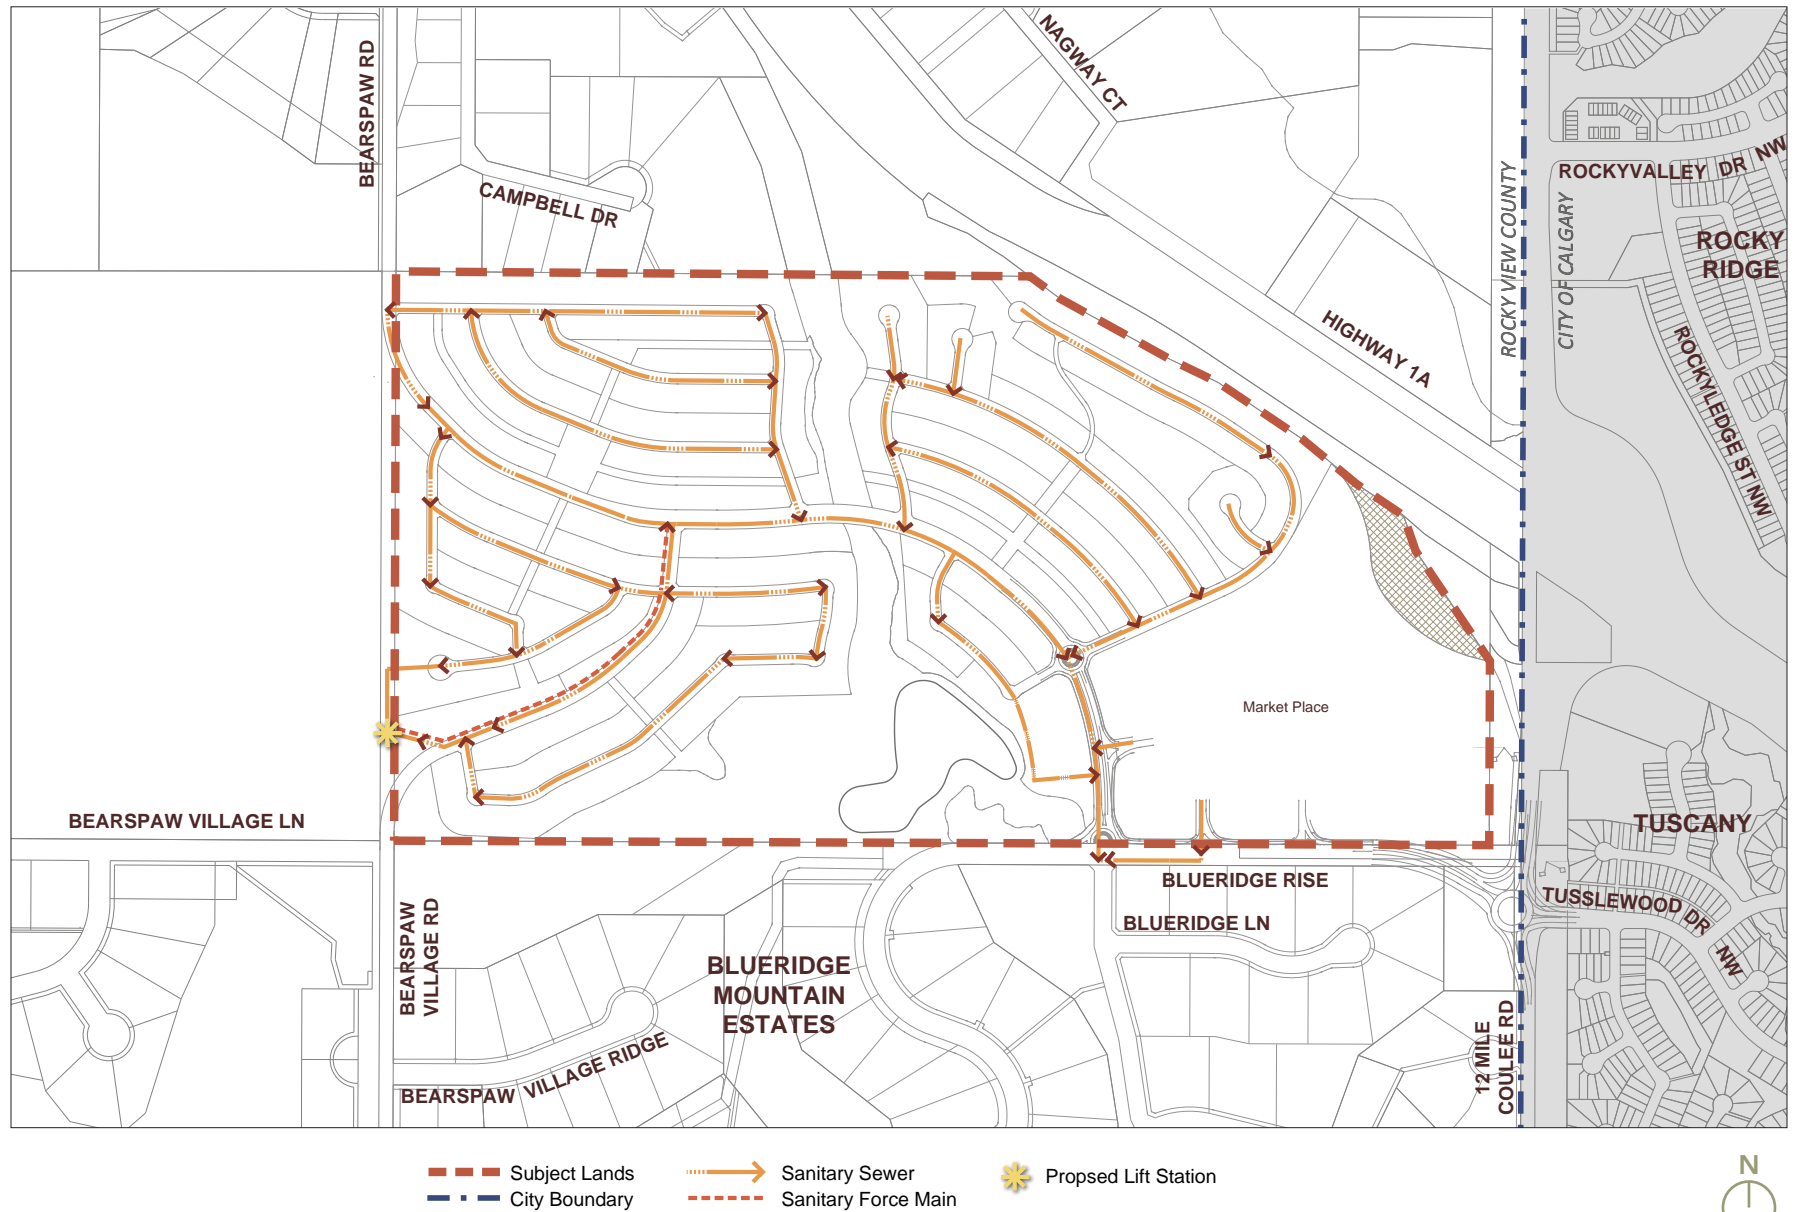 BEARSPAW RD
NAGWAY CT
CAMPBELL DR
ROCKYVALLEY DR NW
ROCKY VIEW COUNTY
CITY OF CALGARY
ROCKY
RIDGE
HIGHWAY 1A
ROCKYLEDGE ST NW
Market Place
BEARSPAW VILLAGE LN
TUSCANY
BLUERIDGE RISE
TUSSLEWOOD DR NW
BLUERIDGE LN
BEARSPAW
VILLAGE RD
BLUERIDGE
MOUNTAIN
ESTATES
BEARSPAW VILLAGE RIDGE
12 MILE
COULEE RD
Subject Lands
City Boundary
Sanitary Sewer
Sanitary Force Main
Propsed Lift Station
N